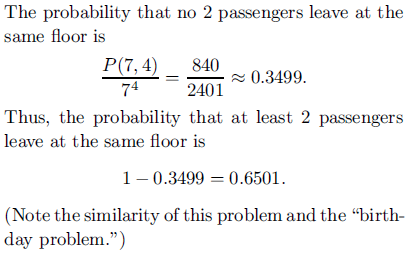 The probability that no 2 passengers leave at the
same floor is
P(7, 4)/7^4 = 840/2401 ≈ 0.3499.
Thus, the probability that at least 2 passengers
leave at the same floor is
1 − 0.3499 = 0.6501.
(Note the similarity of this problem and the “birth-
day problem.”)